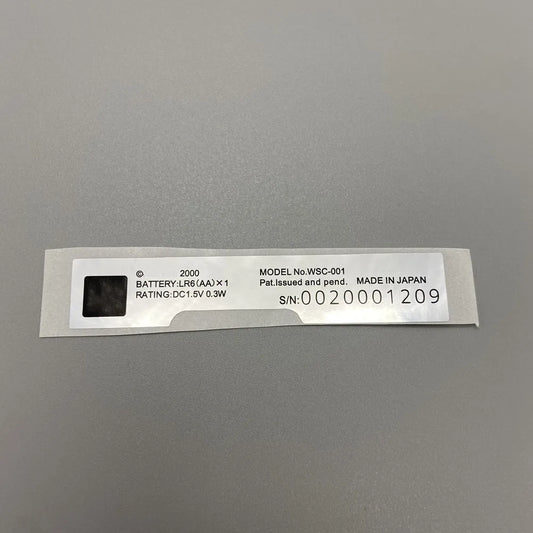 © 2000
BATTERY:LR6(AA)×1
RATING:DC1.5V 0.3W
MODEL No.WSC-001
Pat.Issued and pend. MADE IN JAPAN
S/N:0020001209